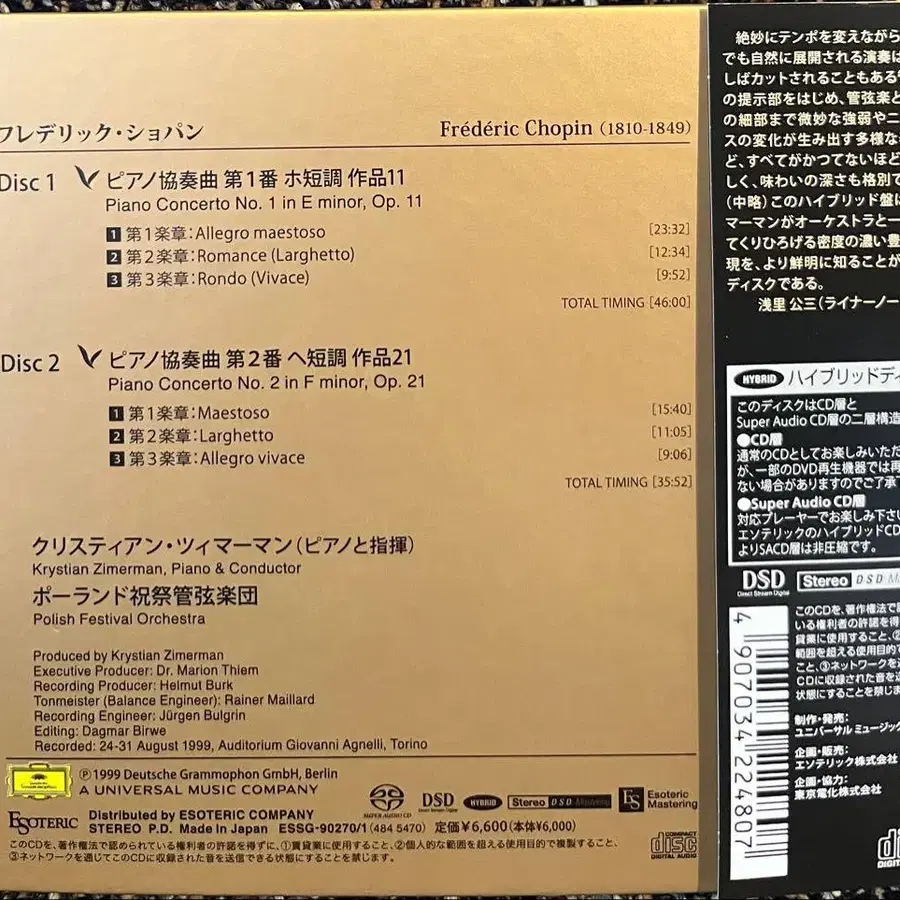 フレデリック・ショパン
Frédéric Chopin (1810-1849)
Disc 1 ピアノ協奏曲 第1番 ホ短調 作品11
Piano Concerto No. 1 in E minor, Op. 11
1 第1楽章:Allegro maestoso [23:32]
2 第2楽章:Romance (Larghetto) [12:34]
3 第3楽章:Rondo (Vivace) [9:52]
TOTAL TIMING [46:00]
Disc 2 ピアノ協奏曲 第2番 ヘ短調 作品21
Piano Concerto No. 2 in F minor, Op. 21
1 第1楽章:Maestoso [15:40]
2 第2楽章:Larghetto [11:05]
3 第3楽章:Allegro vivace [9:06]
TOTAL TIMING [35:52]
クリスティアン・ツィマーマン(ピアノと指揮)
Krystian Zimerman, Piano & Conductor
ポーランド祝祭管弦楽団
Polish Festival Orchestra
Produced by Krystian Zimerman
Executive Producer: Dr. Marion Thiem
Recording Producer: Helmut Burk
Tonmeister (Balance Engineer): Rainer Maillard
Recording Engineer: Jürgen Bulgrin
Editing: Dagmar Birwe
Recorded: 24-31 August 1999, Auditorium Giovanni Agnelli, Torino
℗1999 Deutsche Grammophon GmbH, Berlin
A UNIVERSAL MUSIC COMPANY
SUPER AUDIO CD
DSD
Direct Stream Digital
HYBRID
Stereo DSD Mastering
ES Esoteric
Mastering
ESOTERIC
Distributed by ESOTERIC COMPANY
STEREO P.D. Made in Japan ESSG-90270/1 (484 5470) 定価¥6,600(本体¥6,000)
このCDを、著作権法で認められている権利者の許諾を得ずに、①賃貸業に使用すること、②個人的な範囲を超える使用目的で複製すること、
③ネットワークを通じてこのCDに収録された音を送信できる状態にすることを禁じます。
COMPACT
disc
DIGITAL AUDIO
絶妙にテンポを変えながら
でも自然に展開される演奏は
しばカットされることもある
の提示部をはじめ、管弦楽と
の細部まで微妙な強弱やニ
スの変化が生み出す多様な
ど、すべてがかつてないほど
しく、味わいの深さも格別で
(中略)このハイブリッド盤は
マーマンがオーケストラと一
てくりひろげる密度の濃い豊
現を、より鮮明に知ることが
ディスクである。
浅里 公三(ライナーノー
HYBRID ハイブリッドディ
このディスクはCD層と
Super Audio CD層の二層構造
●CD層
通常のCDとしてお楽しみいただ
が、一部のDVD再生機器では再
ない場合がありますのでご了承下
●Super Audio CD層
対応プレーヤーでお楽しみ下さい
エソテリックのハイブリッドCD
よりSACD層は非圧縮です。
DSD
Direct Stream Digital
Stereo DSD
4 907034 224807
このCDを、著作権法で認
いる権利者の許諾を得
貸業に使用すること、②
範囲を超える使用目的で
こと、③ネットワークを通
CDに収録された音を送
状態にすることを禁じま
制作・発売:
ユニバーサル ミュージック
企画・販売:
エソテリック株式会社
企画・協力:
東京電化株式会社